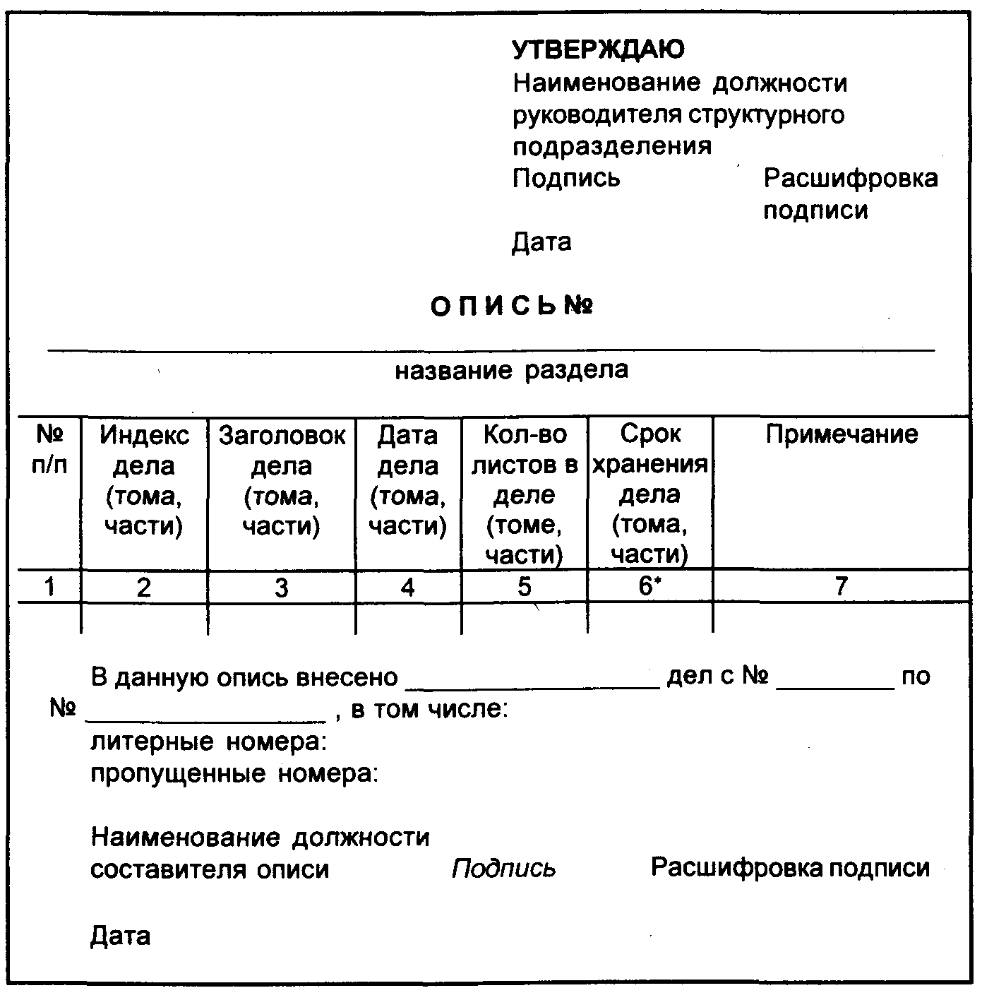 УТВЕРЖДАЮ
Наименование должности
руководителя структурного
подразделения
Подпись Расшифровка
подписи
Дата
О П И С Ь №
название раздела
№ п/п
Индекс дела (тома, части)
Заголовок дела (тома, части)
Дата дела (тома, части)
Кол-во листов в деле (томе, части)
Срок хранения дела (тома, части)
Примечание
1 2 3 4 5 6* 7
В данную опись внесено ________ дел с № ________ по
№ ________ , в том числе:
литерные номера:
пропущенные номера:
Наименование должности
составителя описи Подпись Расшифровка подписи
Дата